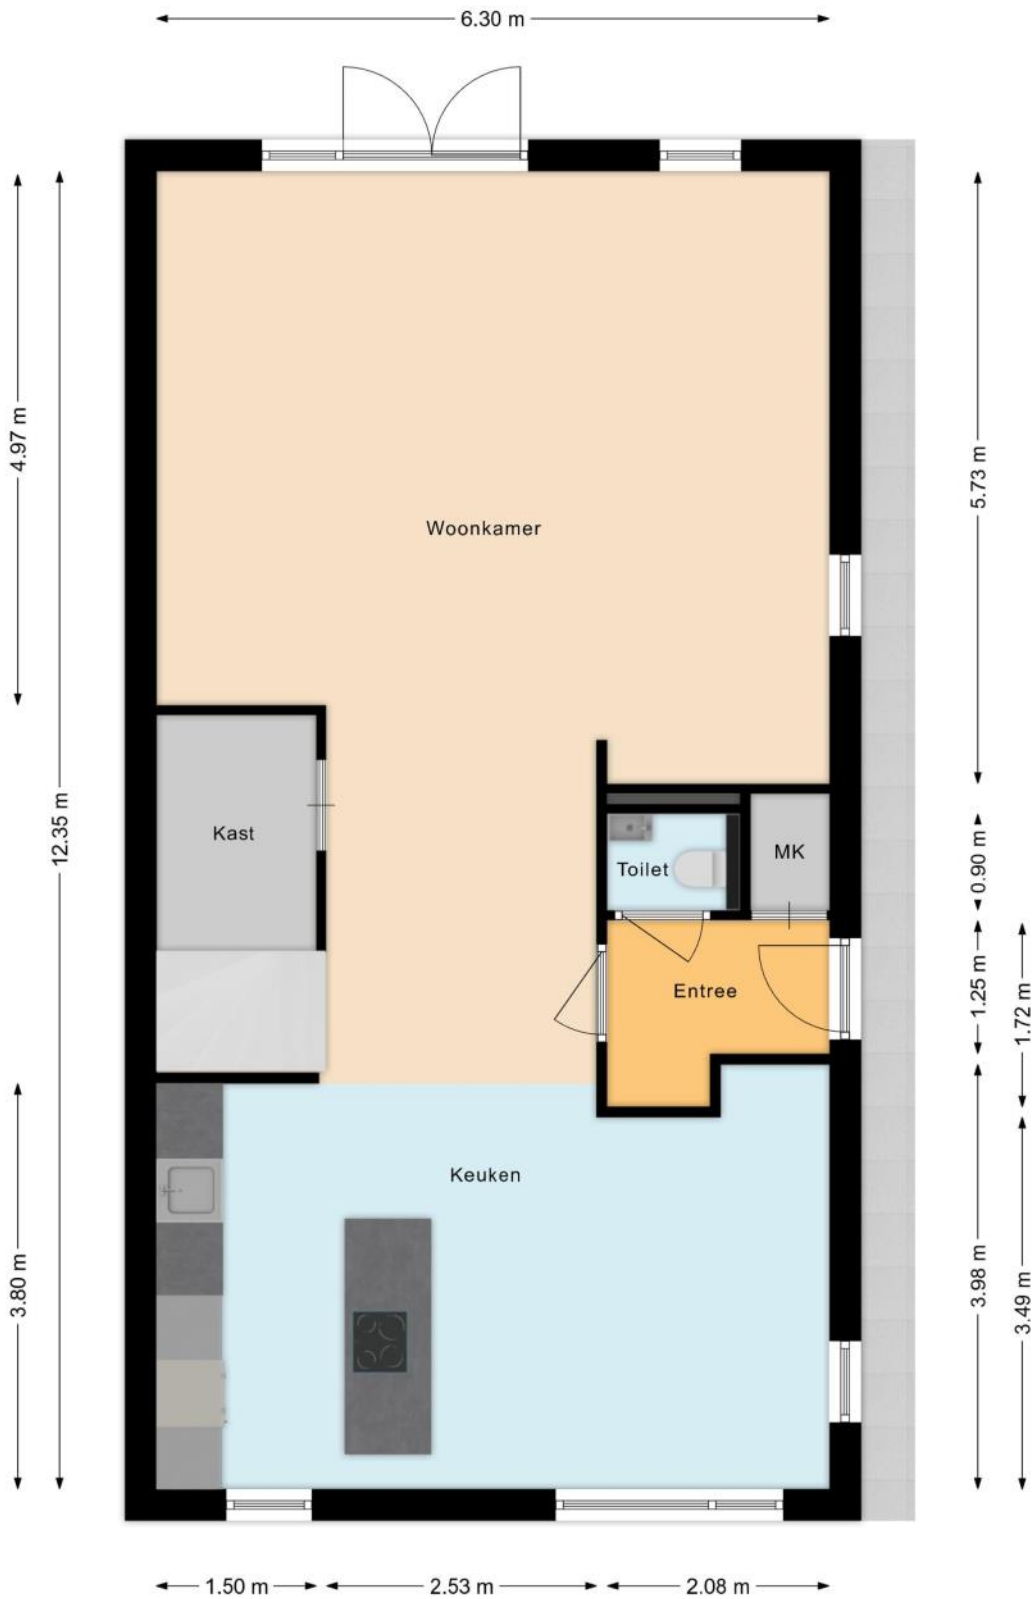 6.30 m
4.97 m
12.35 m
5.73 m
Woonkamer
Kast
Toilet
MK
0.90 m
Entree
1.25 m
1.72 m
Keuken
3.80 m
3.98 m
3.49 m
1.50 m
2.53 m
2.08 m